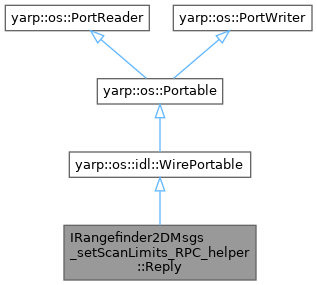 yarp::os::PortReader
yarp::os::PortWriter
yarp::os::Portable
yarp::os::idl::WirePortable
IRangefinder2DMsgs
_setScanLimits_RPC_helper
::Reply